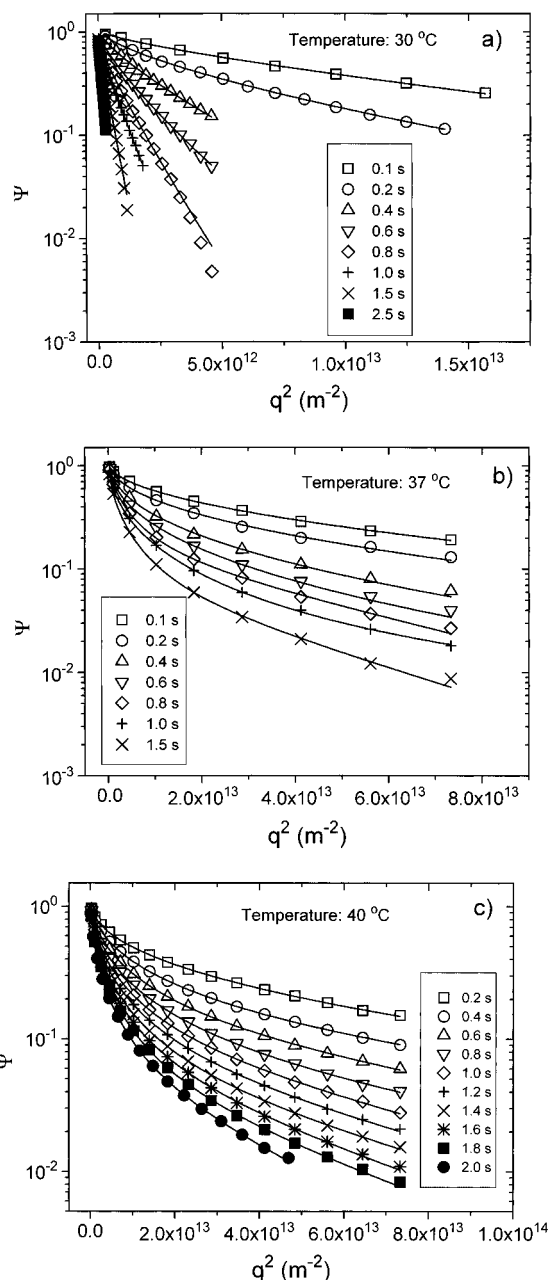 10⁰
10⁻¹
10⁻²
10⁻³
Ψ
Temperature: 30 °C
a)
0.1 s
0.2 s
0.4 s
0.6 s
0.8 s
1.0 s
1.5 s
2.5 s
0.0
5.0x10¹²
1.0x10¹³
1.5x10¹³
q² (m⁻²)
10⁰
10⁻¹
10⁻²
10⁻³
Ψ
Temperature: 37 °C
b)
0.1 s
0.2 s
0.4 s
0.6 s
0.8 s
1.0 s
1.5 s
0.0
2.0x10¹³
4.0x10¹³
6.0x10¹³
8.0x10¹³
q² (m⁻²)
10⁰
10⁻¹
10⁻²
Ψ
Temperature: 40 °C
c)
0.2 s
0.4 s
0.6 s
0.8 s
1.0 s
1.2 s
1.4 s
1.6 s
1.8 s
2.0 s
0.0
2.0x10¹³
4.0x10¹³
6.0x10¹³
8.0x10¹³
1.0x10¹⁴
q² (m⁻²)